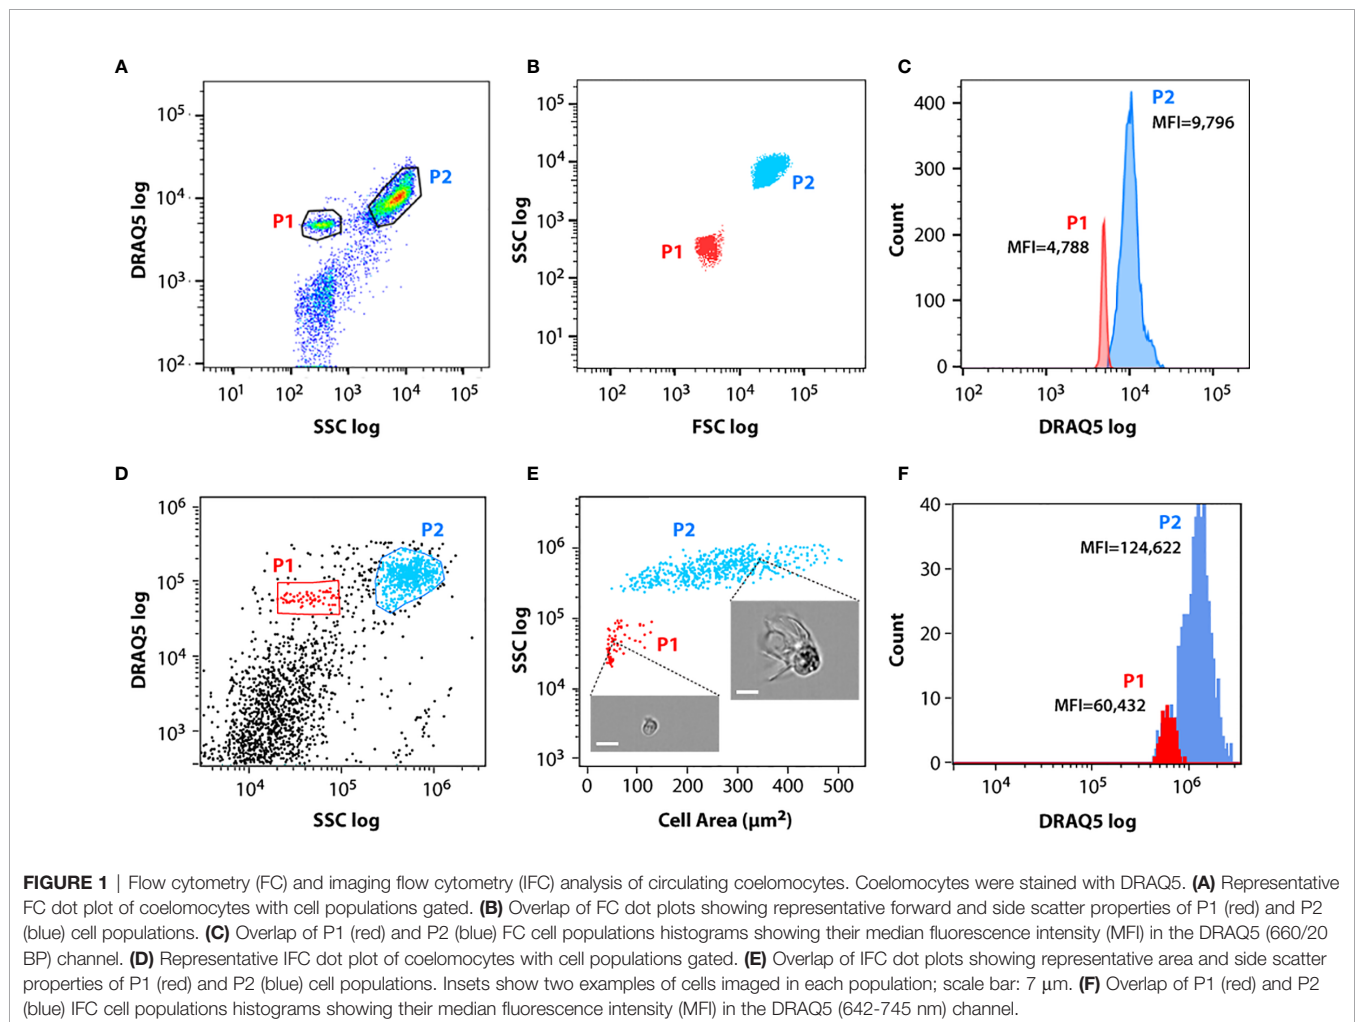 A
B
C
10⁵
10⁴
10³
10²
DRAQ5 log
P1
P2
10¹ 10² 10³ 10⁴ 10⁵
SSC log
10⁵
10⁴
10³
10²
10¹
SSC log
P2
P1
10² 10³ 10⁴ 10⁵
FSC log
400
300
200
100
0
Count
P2
MFI=9,796
P1
MFI=4,788
10² 10³ 10⁴ 10⁵
DRAQ5 log
D
E
F
10⁶
10⁵
10⁴
10³
DRAQ5 log
P2
P1
10⁴ 10⁵ 10⁶
SSC log
10⁶
10⁵
10⁴
10³
SSC log
P2
P1
0 100 200 300 400 500
Cell Area (µm²)
40
30
20
10
0
Count
P2
MFI=124,622
P1
MFI=60,432
10⁴ 10⁵ 10⁶
DRAQ5 log
FIGURE 1 | Flow cytometry (FC) and imaging flow cytometry (IFC) analysis of circulating coelomocytes. Coelomocytes were stained with DRAQ5. (A) Representative
FC dot plot of coelomocytes with cell populations gated. (B) Overlap of FC dot plots showing representative forward and side scatter properties of P1 (red) and P2
(blue) cell populations. (C) Overlap of P1 (red) and P2 (blue) FC cell populations histograms showing their median fluorescence intensity (MFI) in the DRAQ5 (660/20
BP) channel. (D) Representative IFC dot plot of coelomocytes with cell populations gated. (E) Overlap of IFC dot plots showing representative area and side scatter
properties of P1 (red) and P2 (blue) cell populations. Insets show two examples of cells imaged in each population; scale bar: 7 µm. (F) Overlap of P1 (red) and P2
(blue) IFC cell populations histograms showing their median fluorescence intensity (MFI) in the DRAQ5 (642-745 nm) channel.